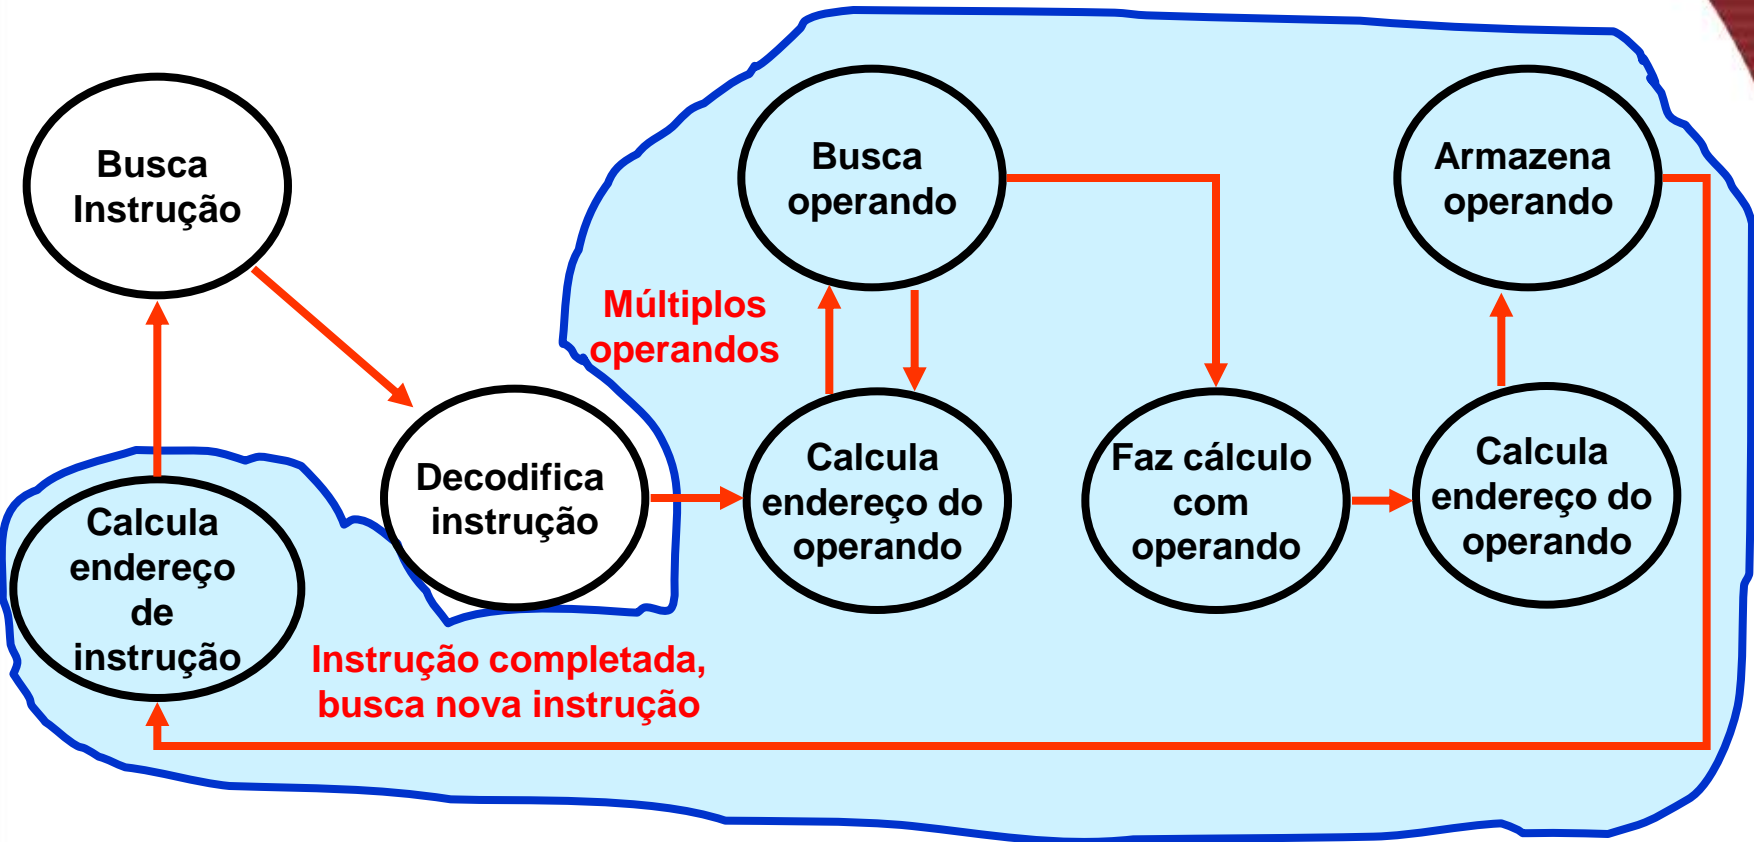 Busca
Instrução
Busca
operando
Armazena
operando
Múltiplos
operandos
Calcula
endereço
de
instrução
Decodifica
instrução
Calcula
endereço do
operando
Faz cálculo
com
operando
Calcula
endereço do
operando
Instrução completada,
busca nova instrução